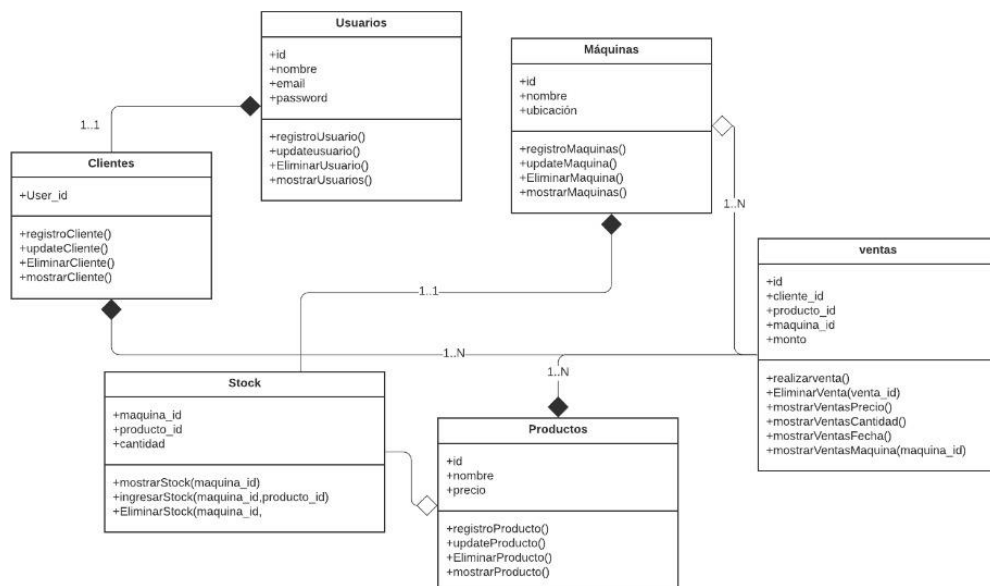 Usuarios
+id
+nombre
+email
+password
+registroUsuario()
+updateusuario()
+EliminarUsuario()
+mostrarUsuarios()
Máquinas
+id
+nombre
+ubicación
+registroMaquinas()
+updateMaquina()
+EliminarMaquina()
+mostrarMaquinas()
1..1
Clientes
+User_id
+registroCliente()
+updateCliente()
+EliminarCliente()
+mostrarCliente()
1..N
ventas
+id
+cliente_id
+producto_id
+maquina_id
+monto
+realizarventa()
+EliminarVenta(venta_id)
+mostrarVentasPrecio()
+mostrarVentasCantidad()
+mostrarVentasFecha()
+mostrarVentasMaquina(maquina_id)
1..1
1..N
1..N
Stock
+maquina_id
+producto_id
+cantidad
+mostrarStock(maquina_id)
+ingresarStock(maquina_id,producto_id)
+EliminarStock(maquina_id,
Productos
+id
+nombre
+precio
+registroProducto()
+updateProducto()
+EliminarProducto()
+mostrarProducto()